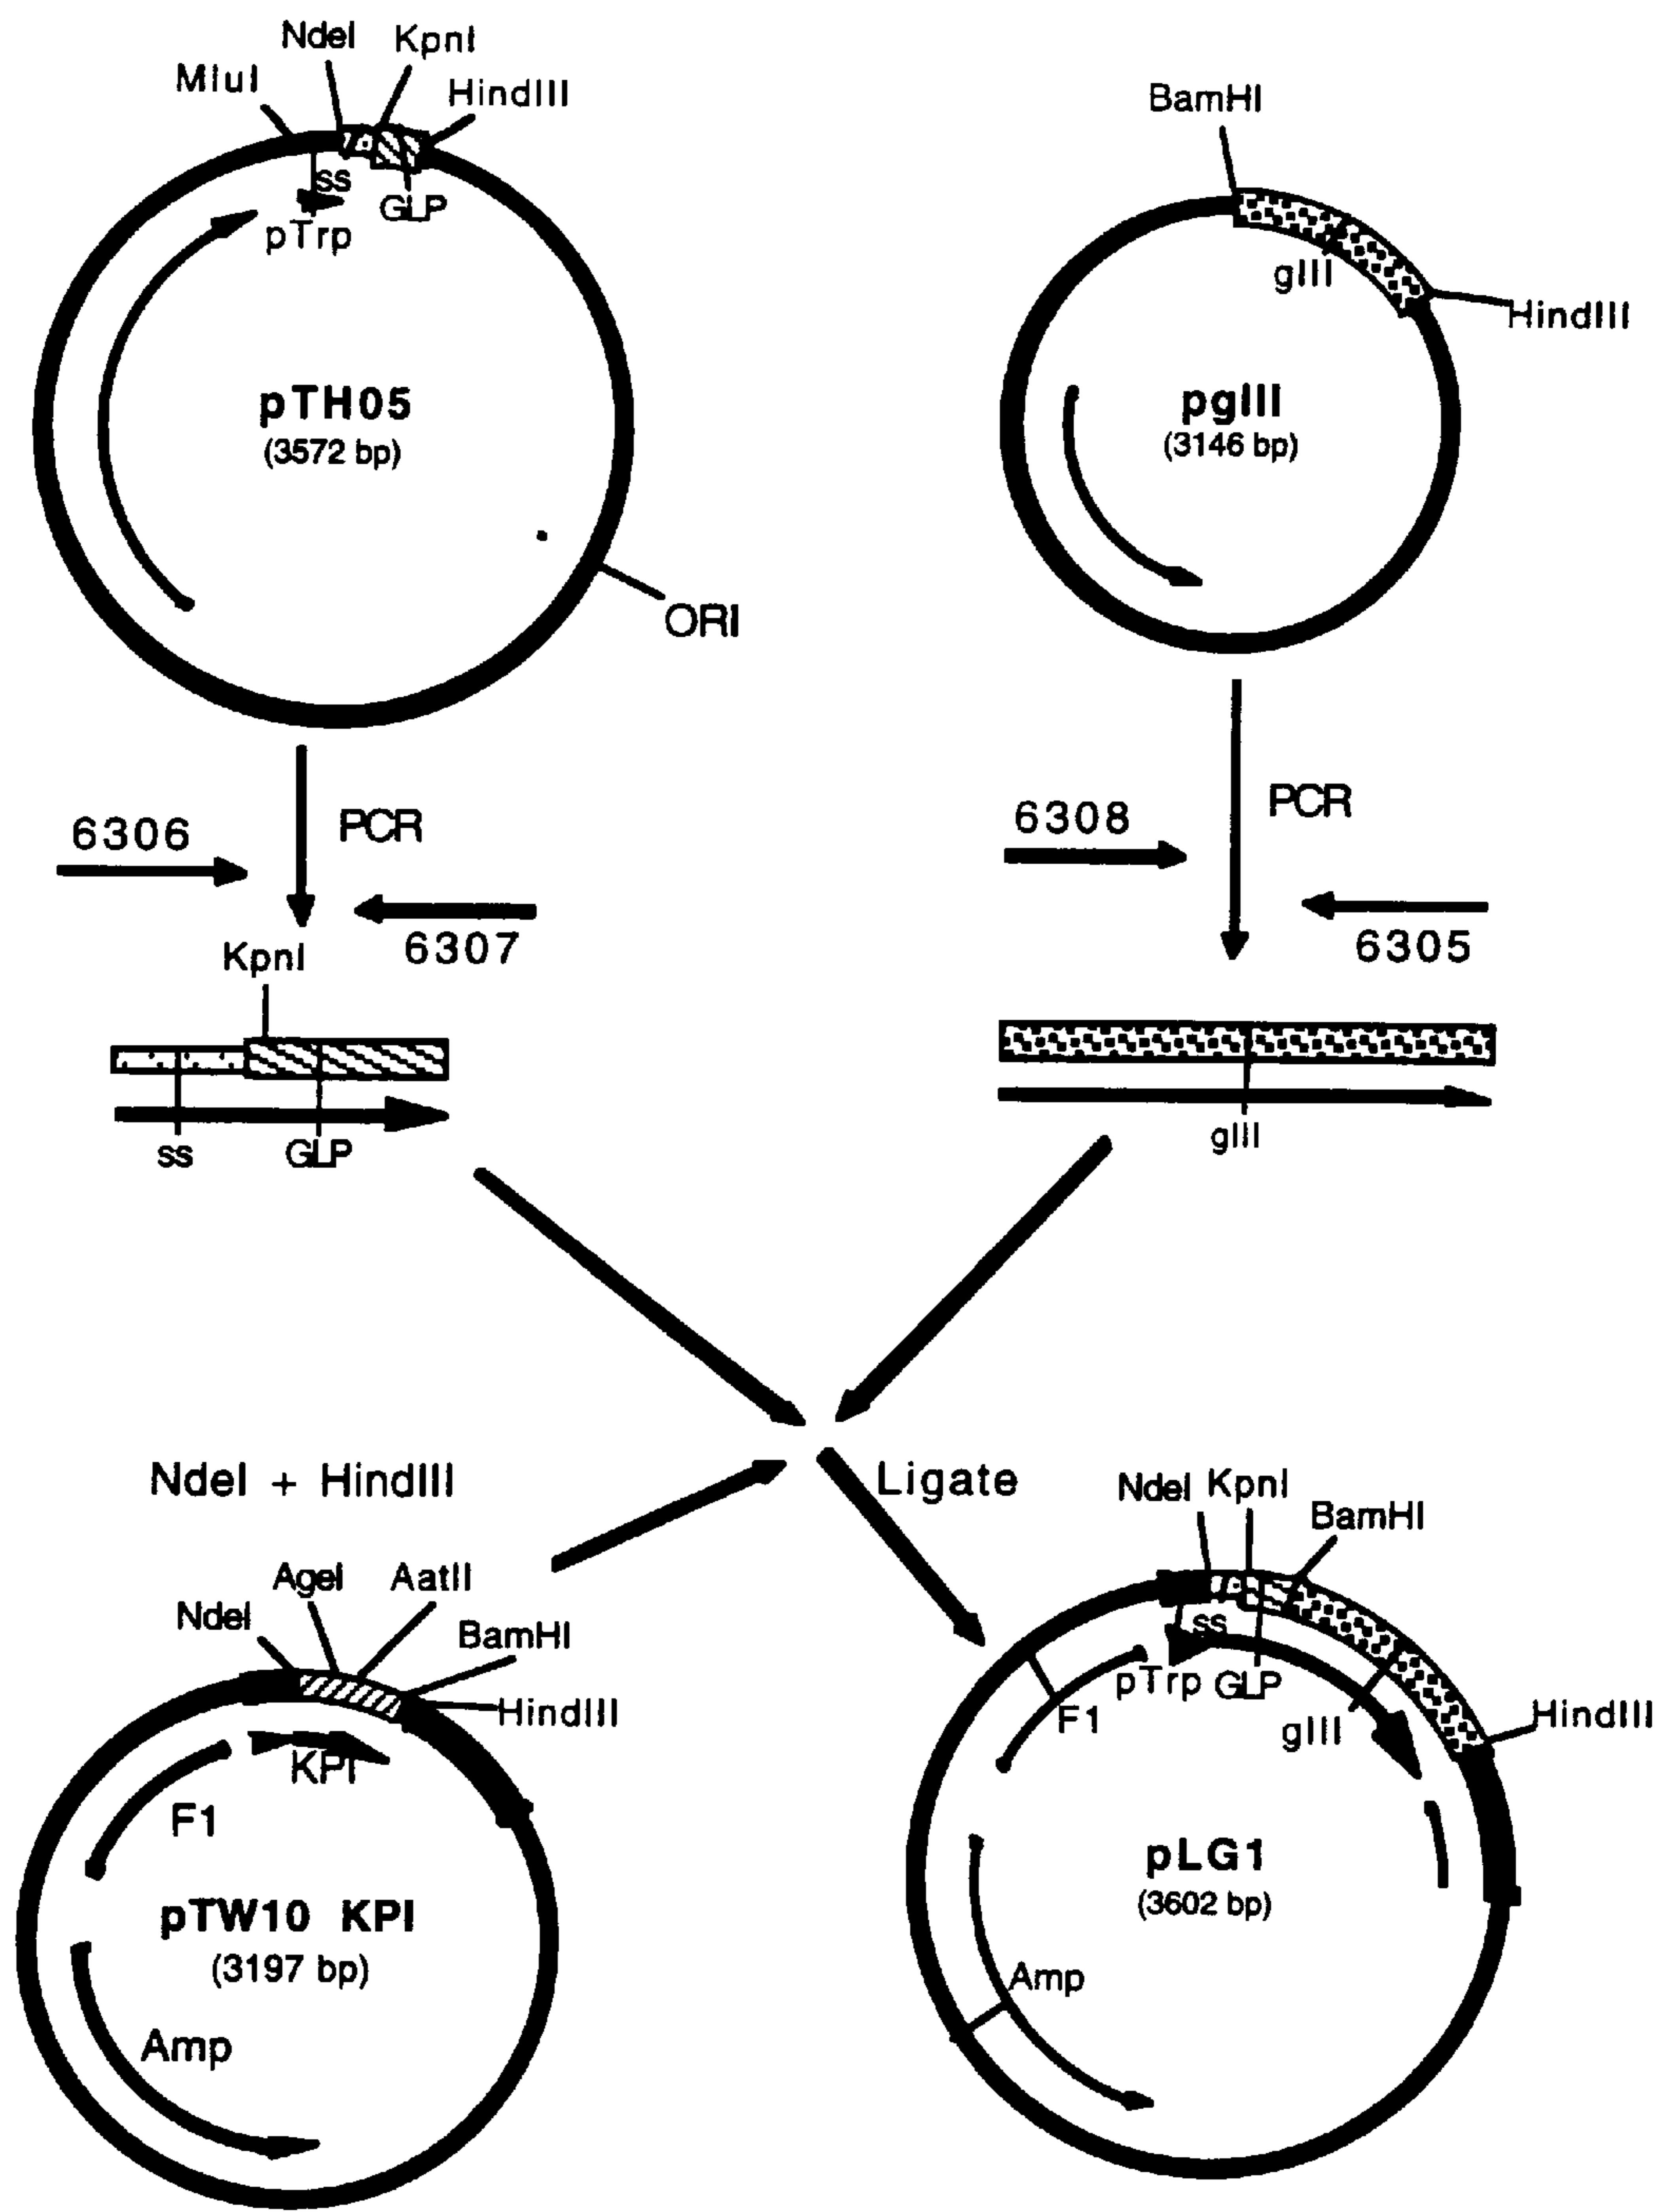 NdeI KpnI
MluI
HindIII
ss
GLP
pTrp
pTH05
(3572 bp)
ORI
BamHI
gIII
HindIII
pgIII
(3146 bp)
6306
PCR
6307
KpnI
ss
GLP
6308
PCR
6305
gIII
NdeI + HindIII
Ligate
AgeI AatII
NdeI
BamHI
HindIII
KPI
F1
pTW10 KPI
(3197 bp)
Amp
NdeI KpnI
BamHI
ss
pTrp GLP
F1
gIII
HindIII
pLG1
(3602 bp)
Amp